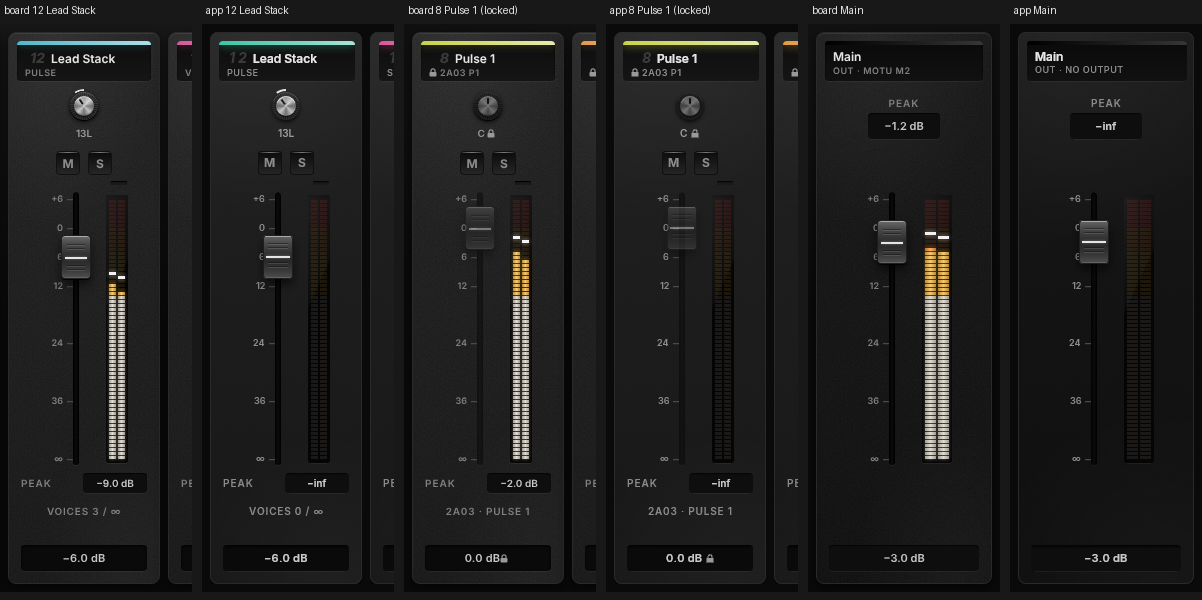 board 12 Lead Stack
12 Lead Stack
PULSE
13L
M S
+6
0
6
12
24
36
∞
PEAK −9.0 dB
VOICES 3 / ∞
−6.0 dB
V
PE
app 12 Lead Stack
12 Lead Stack
PULSE
13L
M S
+6
0
6
12
24
36
∞
PEAK −inf
VOICES 0 / ∞
−6.0 dB
S
PE
board 8 Pulse 1 (locked)
8 Pulse 1
2A03 P1
C
M S
+6
0
6
12
24
36
∞
PEAK −2.0 dB
2A03 · PULSE 1
0.0 dB
PE
app 8 Pulse 1 (locked)
8 Pulse 1
2A03 P1
C
M S
+6
0
6
12
24
36
∞
PEAK −inf
2A03 · PULSE 1
0.0 dB
PE
board Main
Main
OUT · MOTU M2
PEAK
−1.2 dB
+6
0
6
12
24
36
∞
−3.0 dB
app Main
Main
OUT · NO OUTPUT
PEAK
−inf
+6
0
6
12
24
36
∞
−3.0 dB